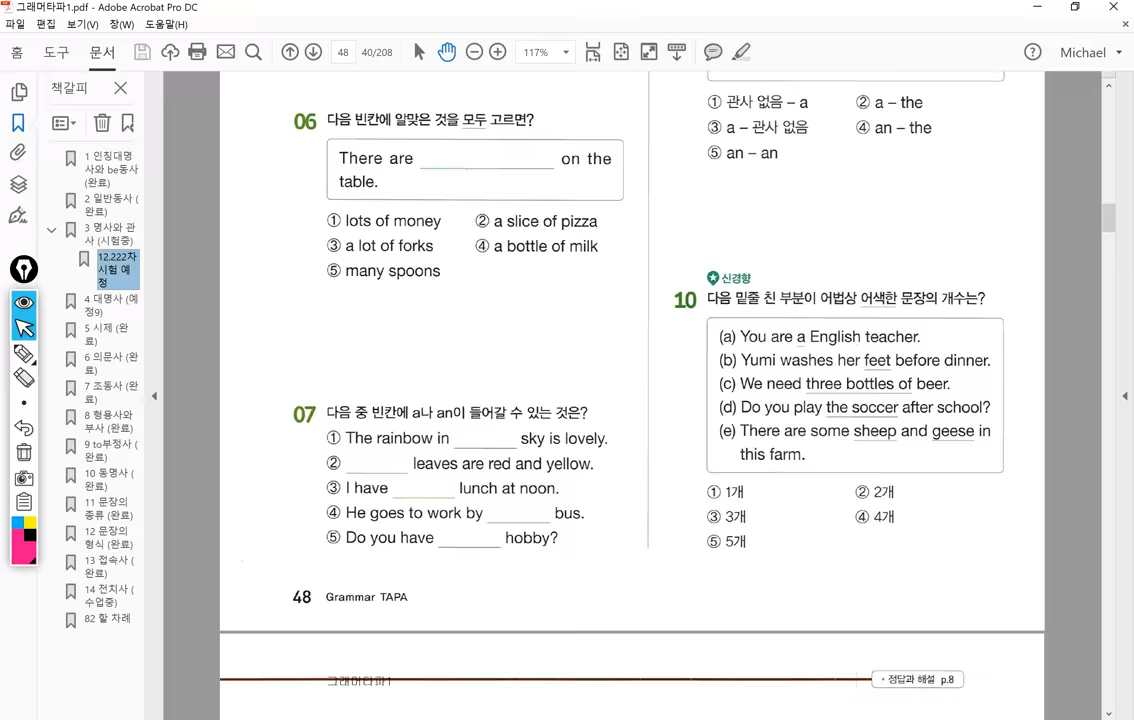 그래머타파1.pdf - Adobe Acrobat Pro DC
파일 편집 보기(V) 창(W) 도움말(H)
홈 도구 문서 48 40/208 117% Michael
책갈피
1 인칭대명
사와 be동사
(완료)
2 일반동사 (
완료)
3 명사와 관
사 (시험중)
12.222차
시험 예
정
4 대명사 (예
정9)
5 시제 (완
료)
6 의문사 (완
료)
7 조동사 (완
료)
8 형용사와
부사 (완료)
9 to부정사 (
완료)
10 동명사 (
완료)
11 문장의
종류 (완료)
12 문장의
형식 (완료)
13 접속사 (
완료)
14 전치사 (
수업중)
82 할 차례
06 다음 빈칸에 알맞은 것을 모두 고르면?
There are ____________ on the
table.
① lots of money ② a slice of pizza
③ a lot of forks ④ a bottle of milk
⑤ many spoons
07 다음 중 빈칸에 a나 an이 들어갈 수 있는 것은?
① The rainbow in ______ sky is lovely.
② ______ leaves are red and yellow.
③ I have ______ lunch at noon.
④ He goes to work by ______ bus.
⑤ Do you have ______ hobby?
48 Grammar TAPA
① 관사 없음 – a ② a – the
③ a – 관사 없음 ④ an – the
⑤ an – an
신경향
10 다음 밑줄 친 부분이 어법상 어색한 문장의 개수는?
(a) You are a English teacher.
(b) Yumi washes her feet before dinner.
(c) We need three bottles of beer.
(d) Do you play the soccer after school?
(e) There are some sheep and geese in
this farm.
① 1개 ② 2개
③ 3개 ④ 4개
⑤ 5개
그래머타파1
• 정답과 해설 p.8